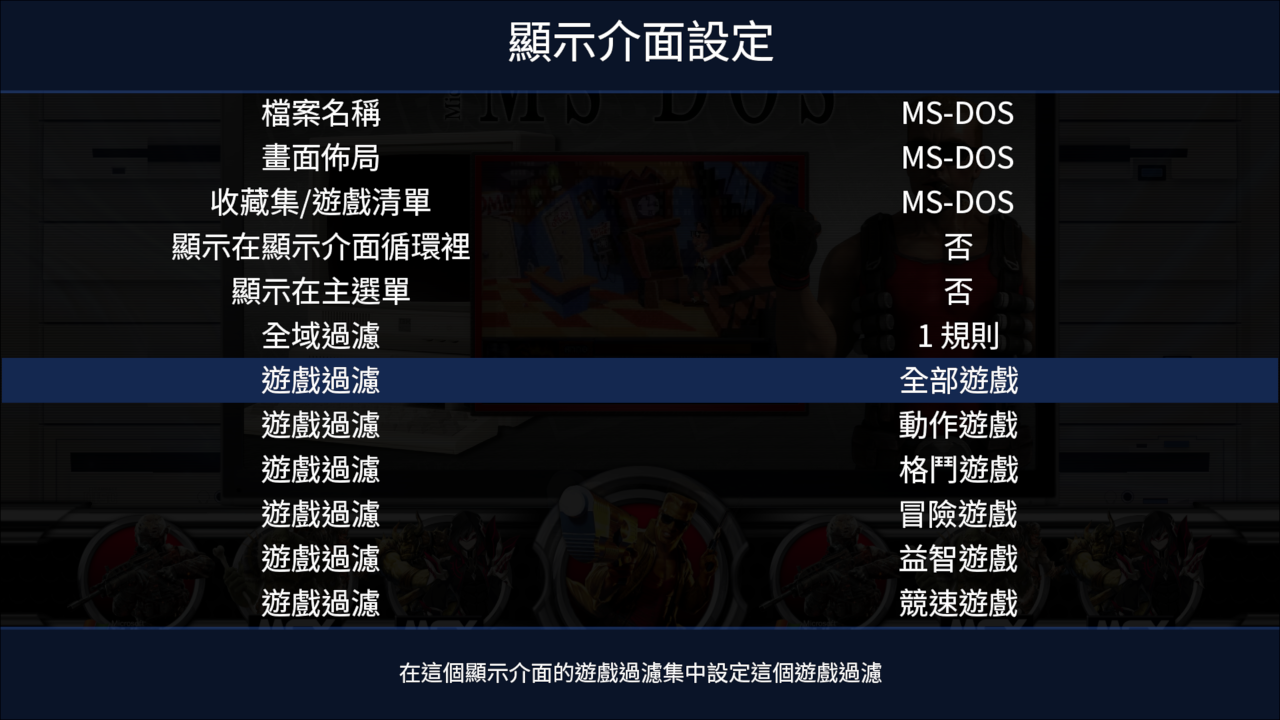 顯示介面設定
MS DOS
檔案名稱 MS-DOS
畫面佈局 MS-DOS
收藏集/遊戲清單 MS-DOS
顯示在顯示介面循環裡 否
顯示在主選單 否
全域過濾 1 規則
遊戲過濾 全部遊戲
遊戲過濾 動作遊戲
遊戲過濾 格鬥遊戲
遊戲過濾 冒險遊戲
遊戲過濾 益智遊戲
遊戲過濾 競速遊戲
在這個顯示介面的遊戲過濾集中設定這個遊戲過濾